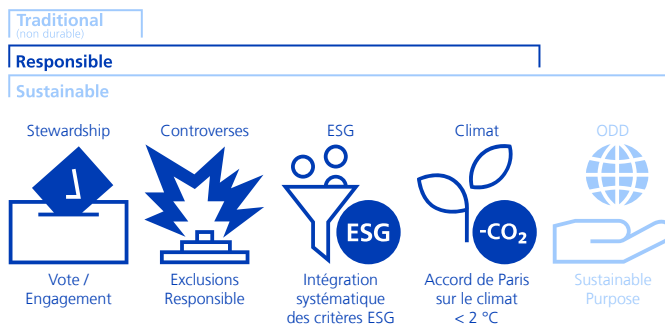 Traditional
(non durable)
Responsible
Sustainable
Stewardship
Controverses
ESG
Climat
ODD
ESG
-CO₂
Vote /
Engagement
Exclusions
Responsible
Intégration
systématique
des critères ESG
Accord de Paris
sur le climat
< 2 °C
Sustainable
Purpose